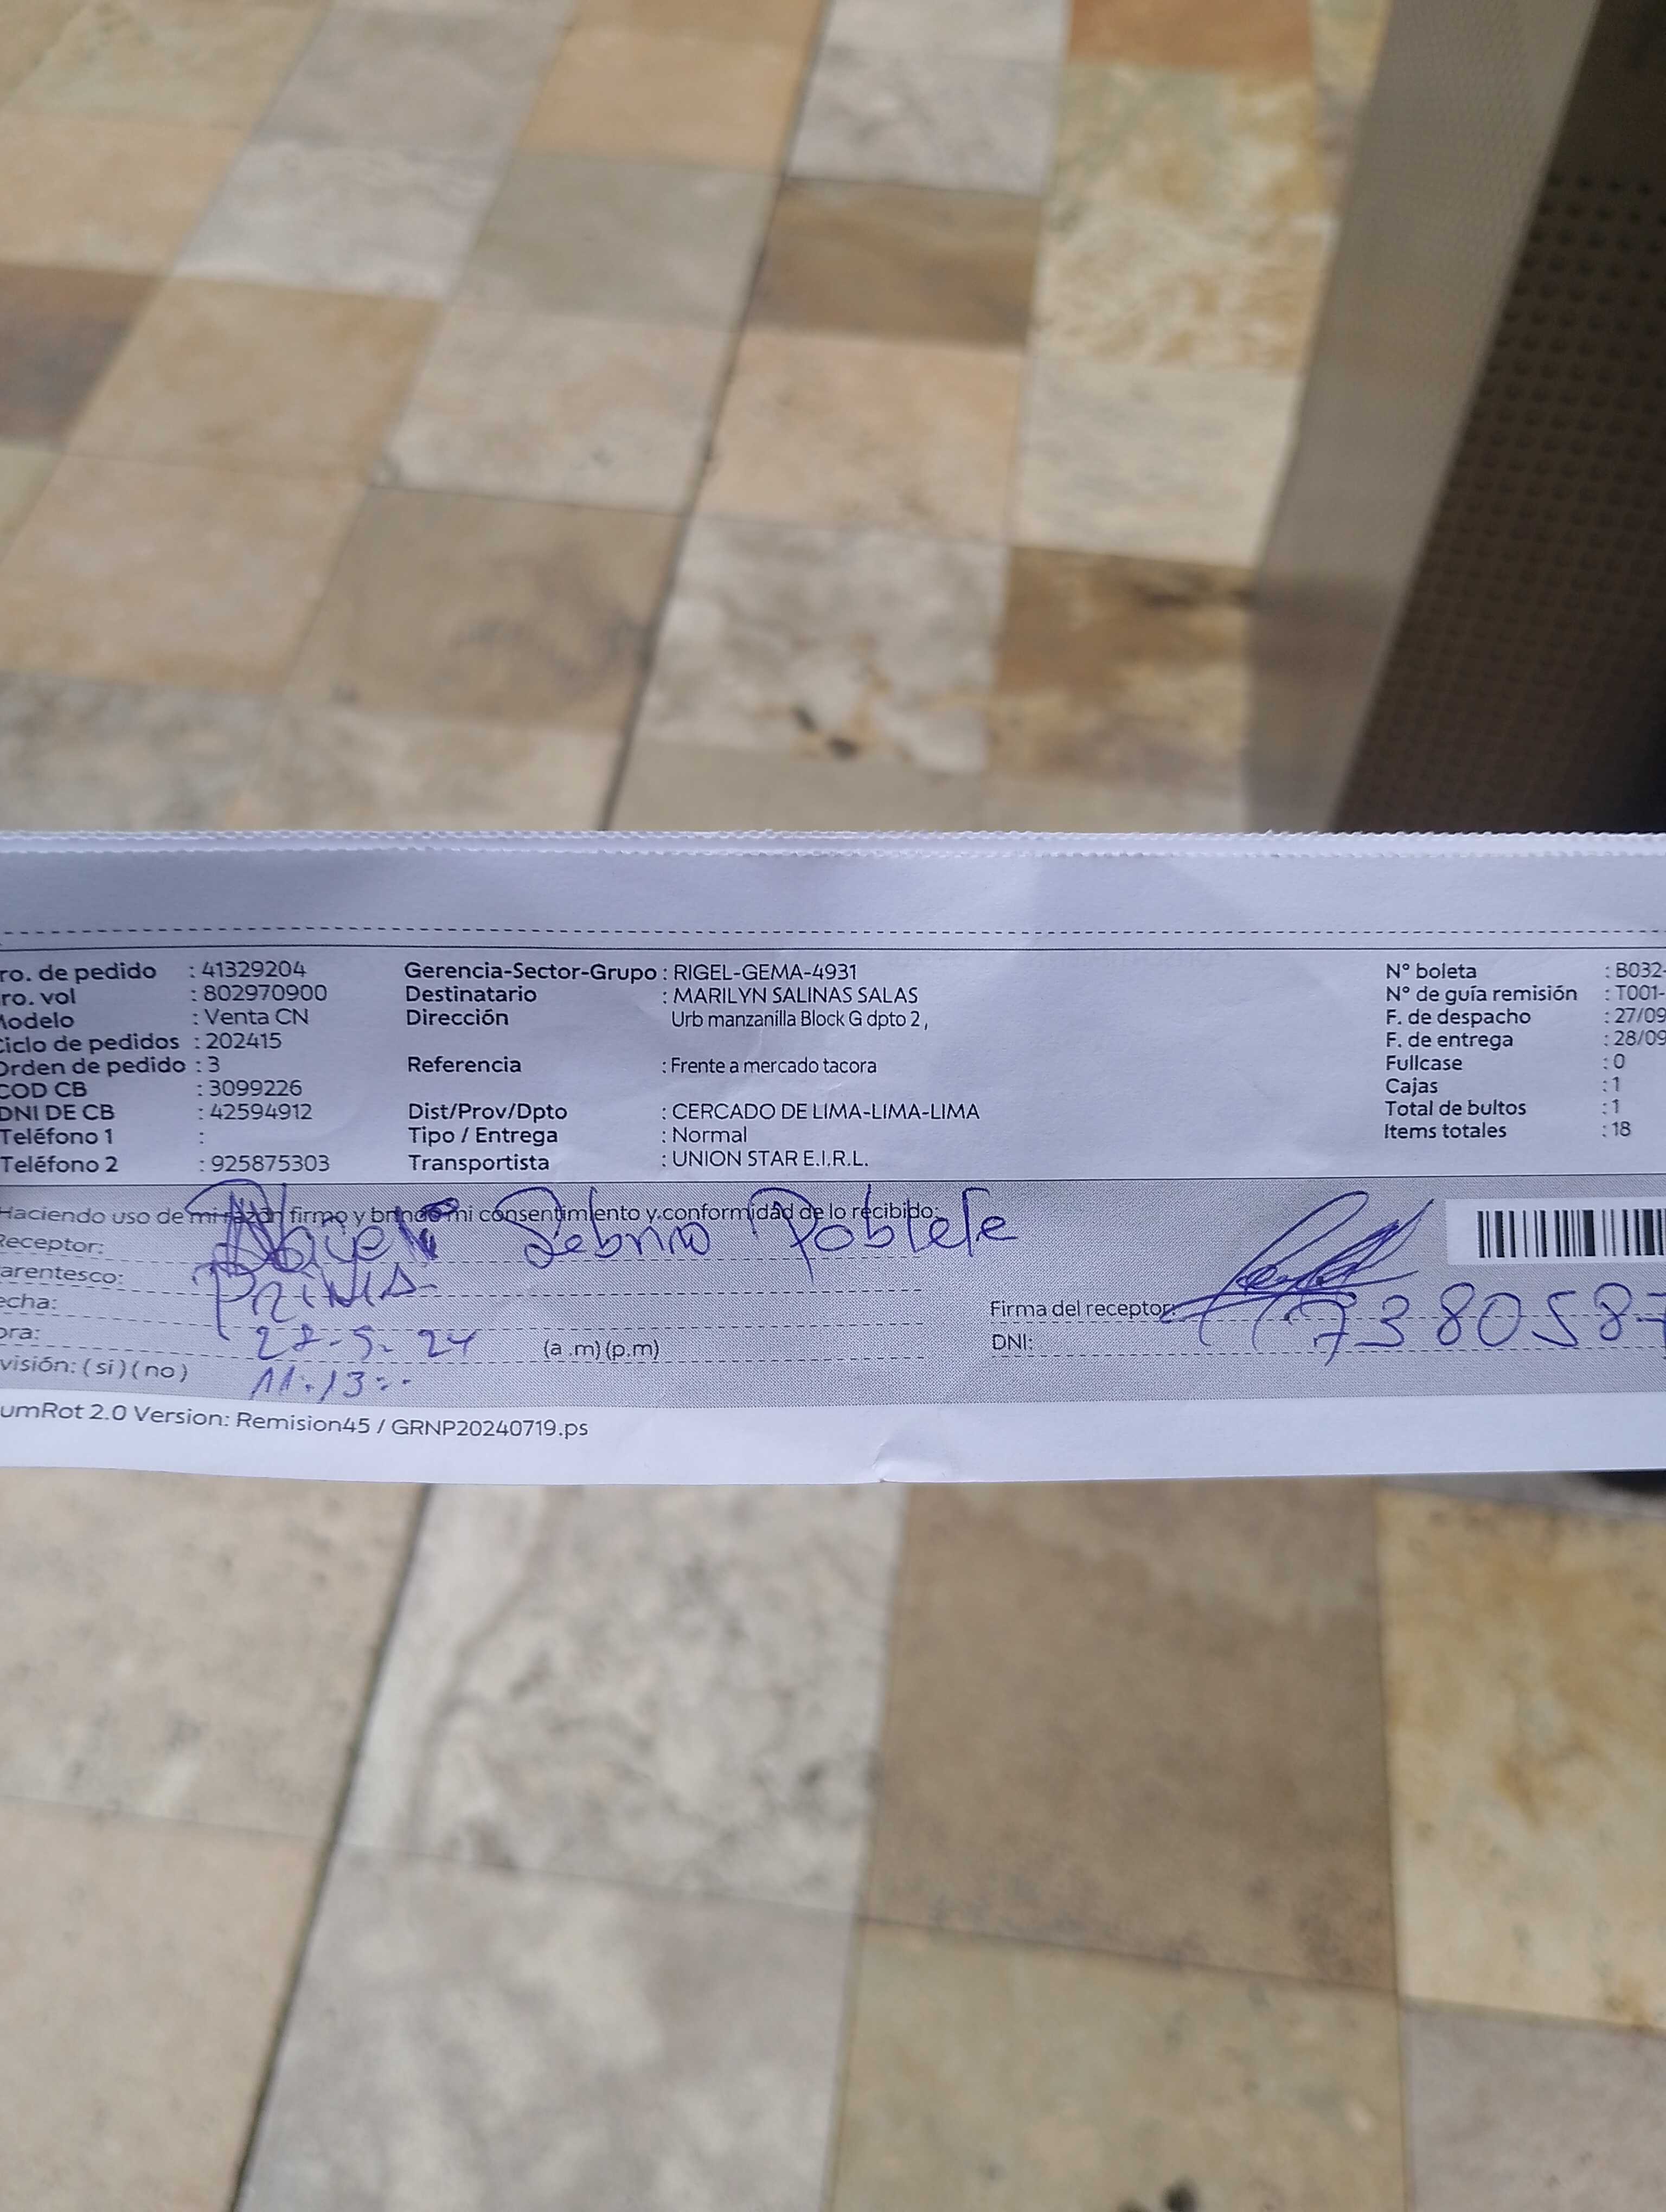 ro. de pedido : 41329204 Gerencia-Sector-Grupo : RIGEL-GEMA-4931 N° boleta : B032-
ro. vol : 802970900 Destinatario : MARILYN SALINAS SALAS N° de guía remisión : T001-
Modelo : Venta CN Dirección Urb manzanilla Block G dpto 2, F. de despacho : 27/09
Ciclo de pedidos : 202415 F. de entrega : 28/09
Orden de pedido : 3 Referencia : Frente a mercado tacora Fullcase : 0
COD CB : 3099226 Cajas : 1
DNI DE CB : 42594912 Dist/Prov/Dpto : CERCADO DE LIMA-LIMA-LIMA Total de bultos : 1
Teléfono 1 : Tipo / Entrega : Normal Items totales : 18
Teléfono 2 : 925875303 Transportista : UNION STAR E.I.R.L.
Haciendo uso de mi razón firmo y brindo mi consentimiento y conformidad de lo recibido:
Receptor: Poblete
arentesco: PRIMA
echa: 28-9-24 Firma del receptor:
ora: 11:13 (a .m) (p.m) DNI: 7380587
visión: ( si ) ( no )
umRot 2.0 Version: Remision45 / GRNP20240719.ps